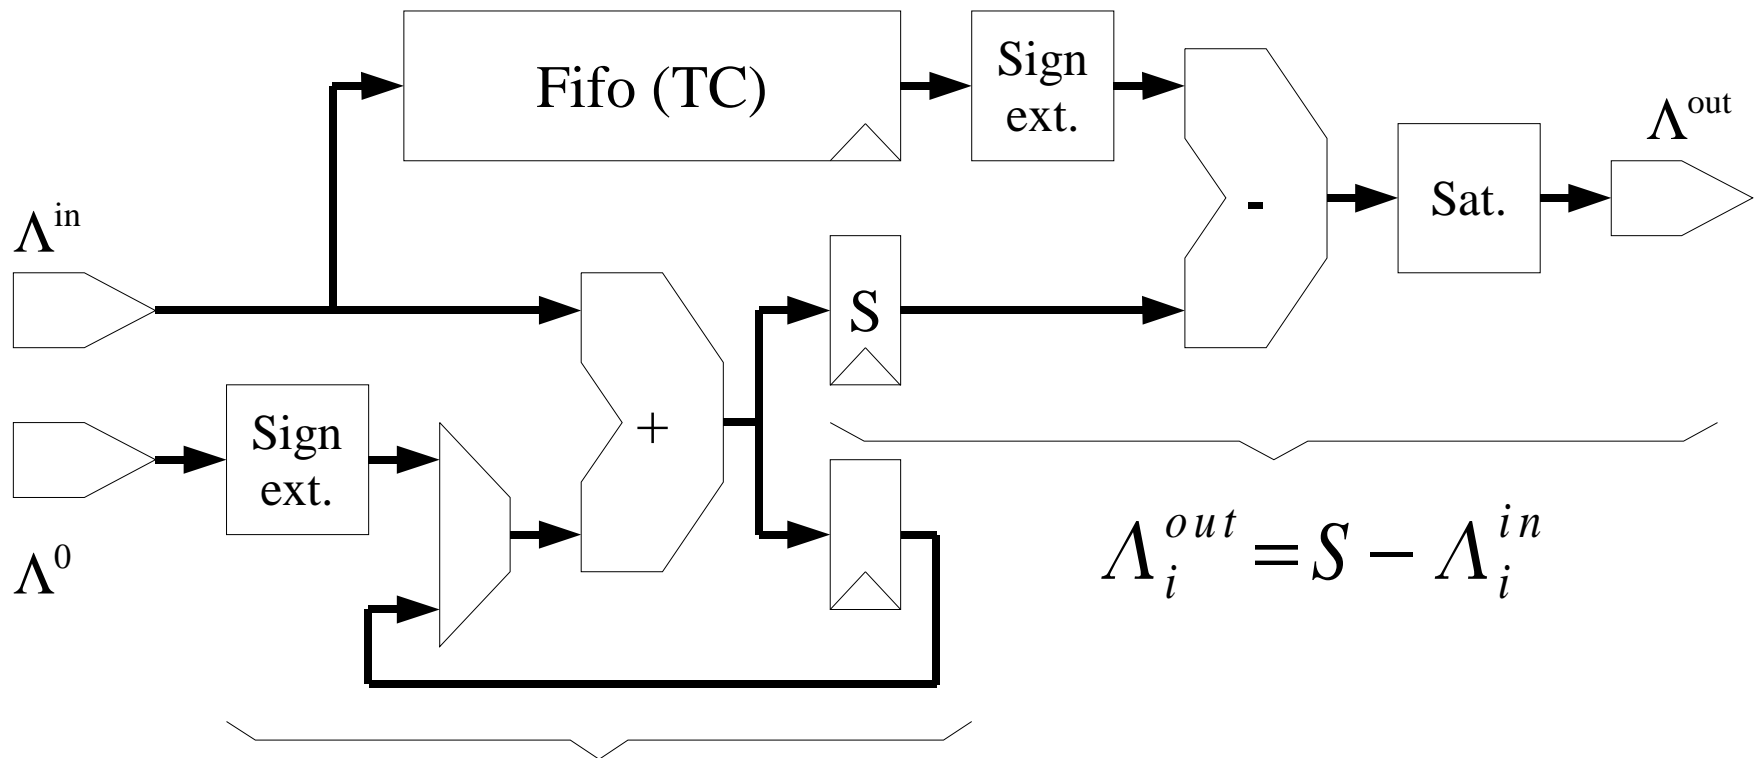 Fifo (TC)
Sign
ext.
Λ^out
-
Sat.
Λ^in
S
+
Sign
ext.
Λ^0
Λ_i^out = S − Λ_i^in